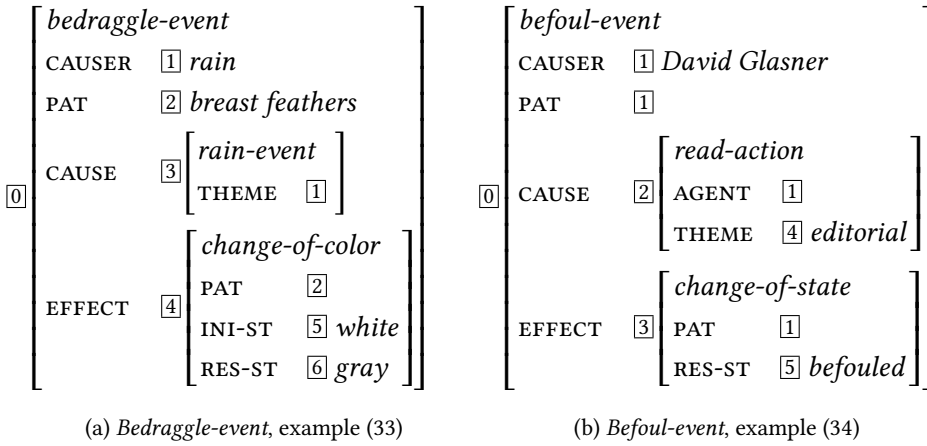 bedraggle-event
CAUSER 1 rain
PAT 2 breast feathers
CAUSE 3
rain-event
THEME 1
0
EFFECT 4
change-of-color
PAT 2
INI-ST 5 white
RES-ST 6 gray
(a) Bedraggle-event, example (33)
befoul-event
CAUSER 1 David Glasner
PAT 1
0
CAUSE 2
read-action
AGENT 1
THEME 4 editorial
EFFECT 3
change-of-state
PAT 1
RES-ST 5 befouled
(b) Befoul-event, example (34)